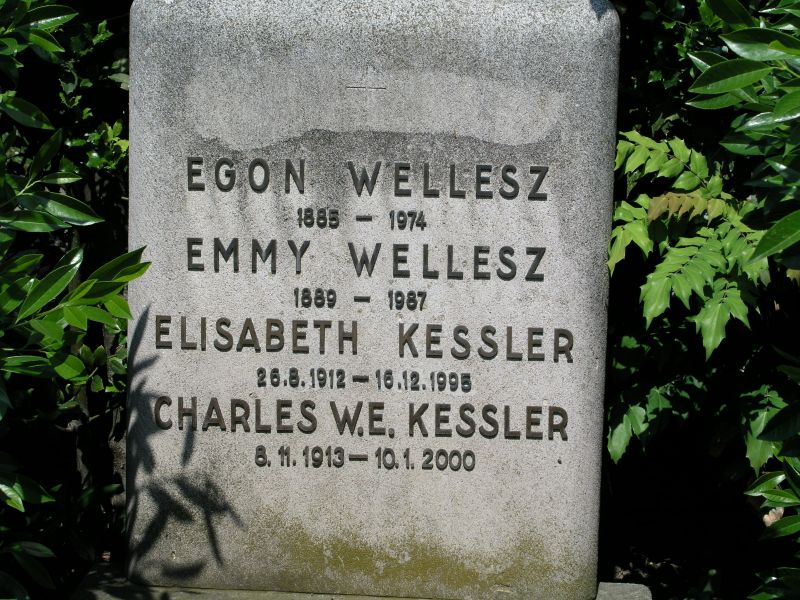 EGON WELLESZ
1885 – 1974
EMMY WELLESZ
1889 – 1987
ELISABETH KESSLER
26.8.1912 – 16.12.1995
CHARLES W.E. KESSLER
8.11.1913 – 10.1.2000